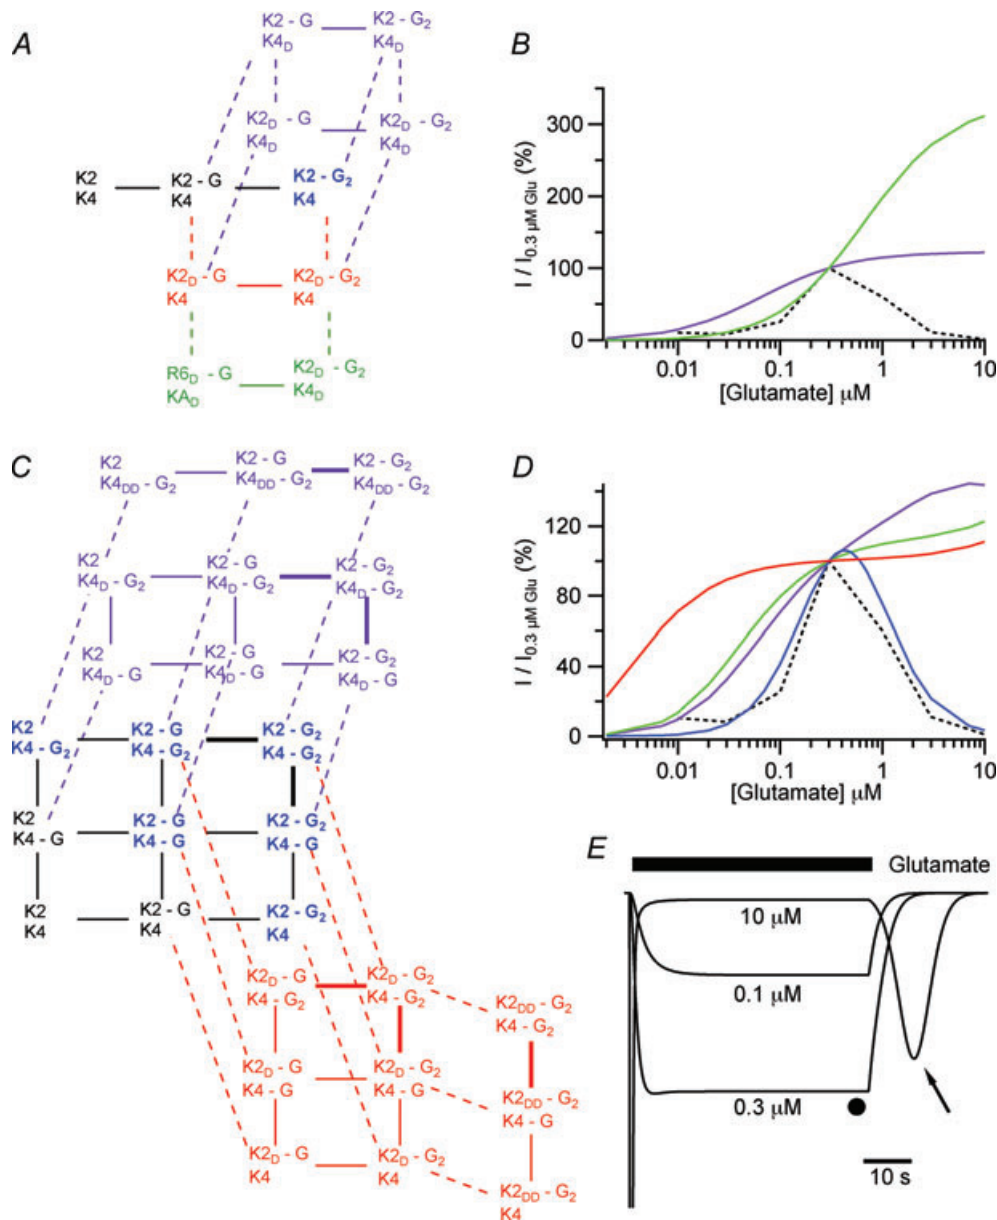 A
K2 - G K2 - G₂
K4D K4D
K2D - G K2D - G₂
K4D K4D
K2 K2 - G K2 - G₂
K4 K4 K4
K2D - G K2D - G₂
K4 K4
R6D - G K2D - G₂
KAD K4D
B
I / I0.3 µM Glu (%)
300
200
100
0
0.01 0.1 1 10
[Glutamate] µM
C
K2 K2 - G K2 - G₂
K4DD - G₂ K4DD - G₂ K4DD - G₂
K2 K2 - G K2 - G₂
K4D - G₂ K4D - G₂ K4D - G₂
K2 K2 - G K2 - G₂
K4D - G K4D - G K4D - G
K2 K2 - G K2 - G₂
K4 - G₂ K4 - G₂ K4 - G₂
K2 K2 - G K2 - G₂
K4 - G K4 - G K4 - G
K2 K2 - G K2 - G₂
K4 K4 K4
K2D - G K2D - G₂
K4 - G₂ K4 - G₂
K2DD - G₂
K4 - G₂
K2D - G K2D - G₂
K4 - G K4 - G
K2DD - G₂
K4 - G
K2D - G K2D - G₂
K4 K4
K2DD - G₂
K4
D
I / I0.3 µM Glu (%)
120
80
40
0
0.01 0.1 1 10
[Glutamate] µM
E
Glutamate
10 µM
0.1 µM
0.3 µM
10 s